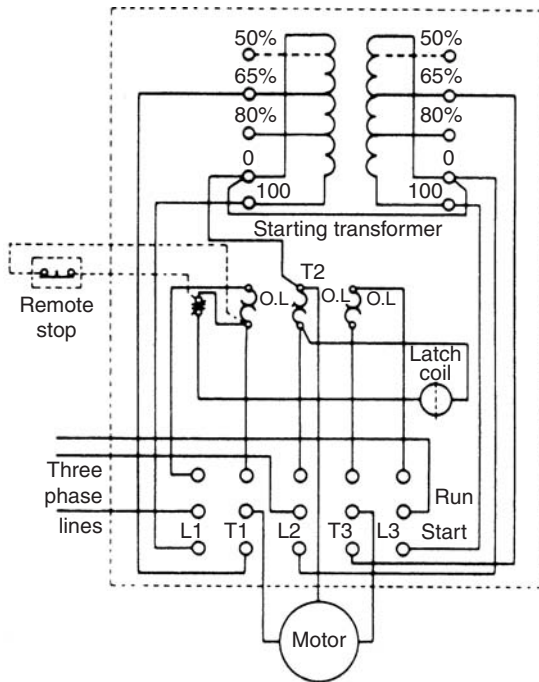 50% 50%
65% 65%
80% 80%
0 0
100 100
Starting transformer
T2
O.L O.L O.L
Remote
stop
Latch
coil
Three
phase
lines
Run
L1 T1 L2 T3 L3 Start
Motor